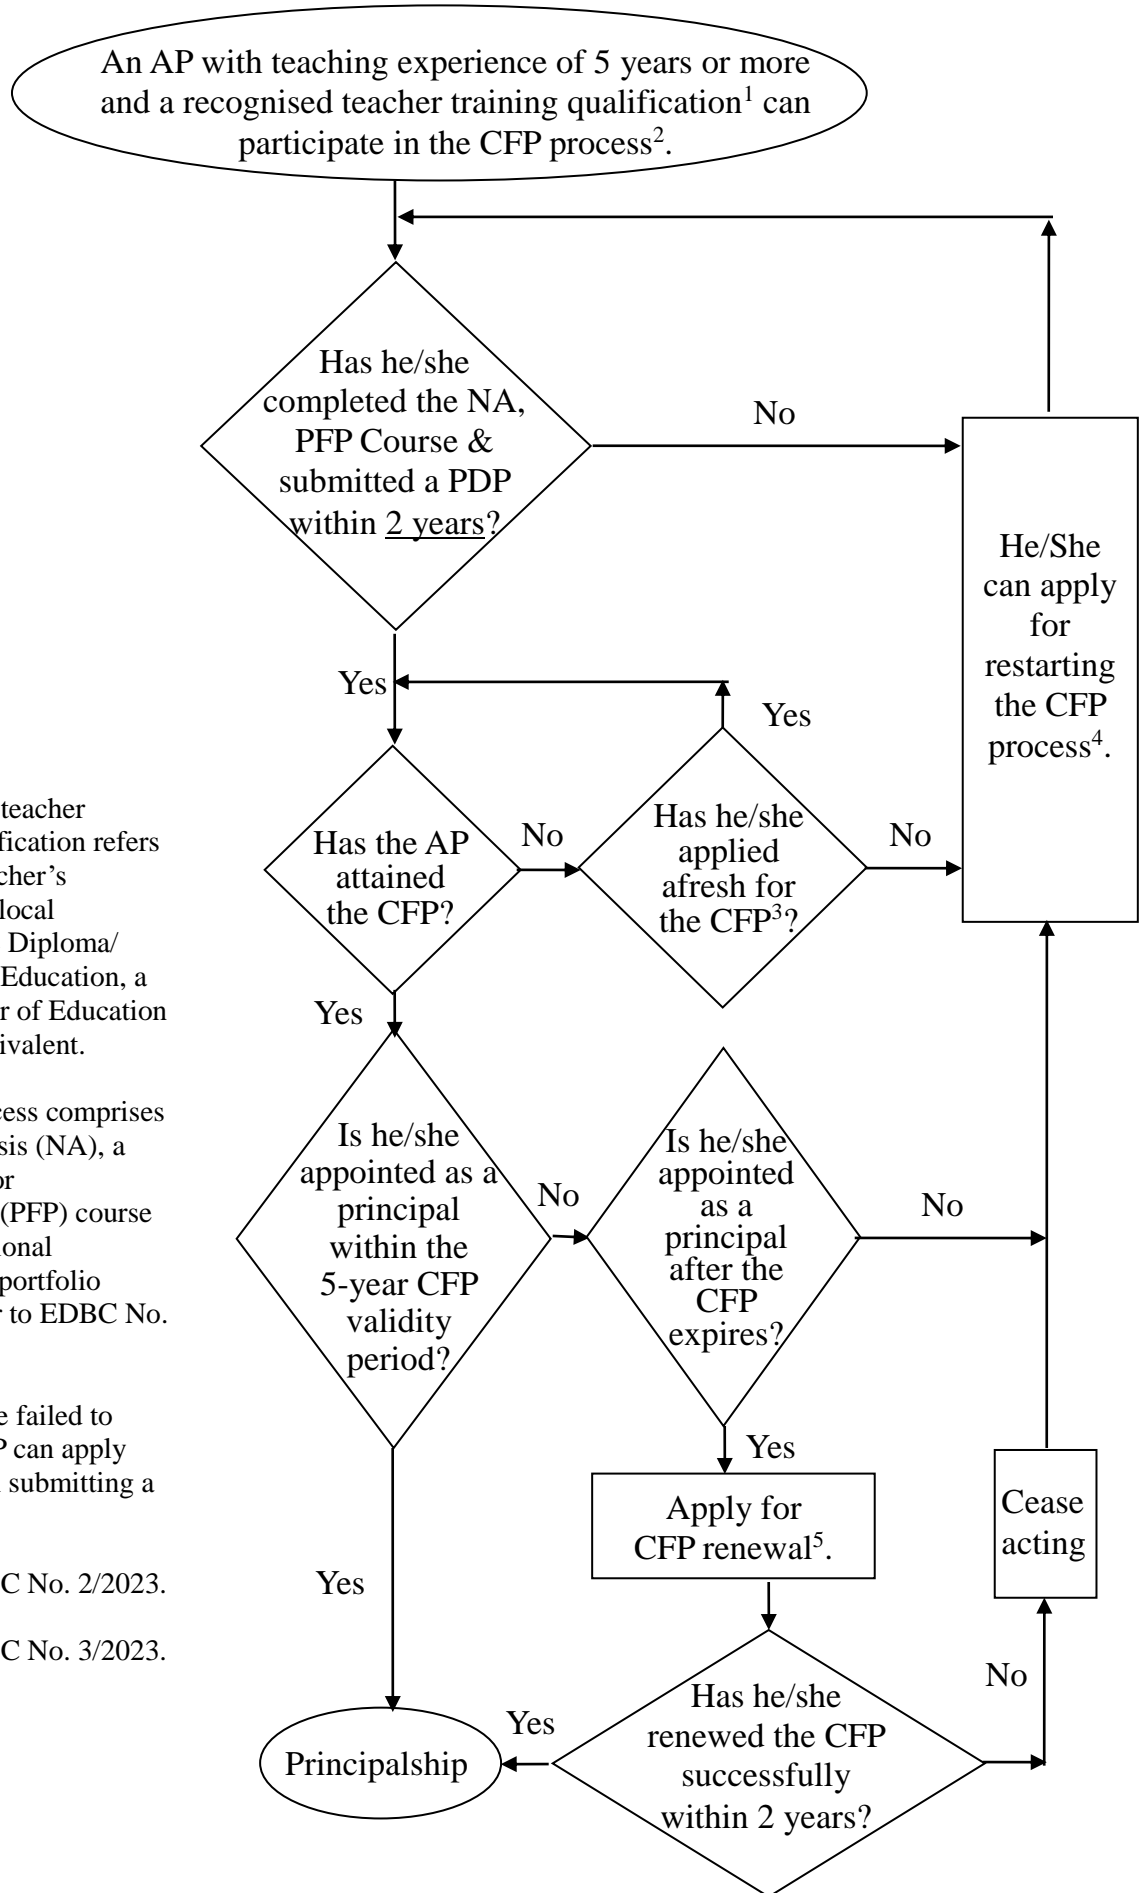 An AP with teaching experience of 5 years or more
and a recognised teacher training qualification1 can
participate in the CFP process2.
Has he/she
completed the NA,
PFP Course &
submitted a PDP
within 2 years?
No
He/She
can apply
for
restarting
the CFP
process4.
Yes
Yes
Has the AP
attained
the CFP?
No
Has he/she
applied
afresh for
the CFP3?
No
Yes
Is he/she
appointed as a
principal
within the
5-year CFP
validity
period?
No
Is he/she
appointed
as a
principal
after the
CFP
expires?
No
Yes
Apply for
CFP renewal5.
Cease
acting
Yes
No
Has he/she
renewed the CFP
successfully
within 2 years?
Yes
Principalship
teacher
fication refers
cher's
local
Diploma/
Education, a
r of Education
ivalent.
cess comprises
sis (NA), a
or
(PFP) course
ional
portfolio
r to EDBC No.
e failed to
P can apply
submitting a
C No. 2/2023.
C No. 3/2023.